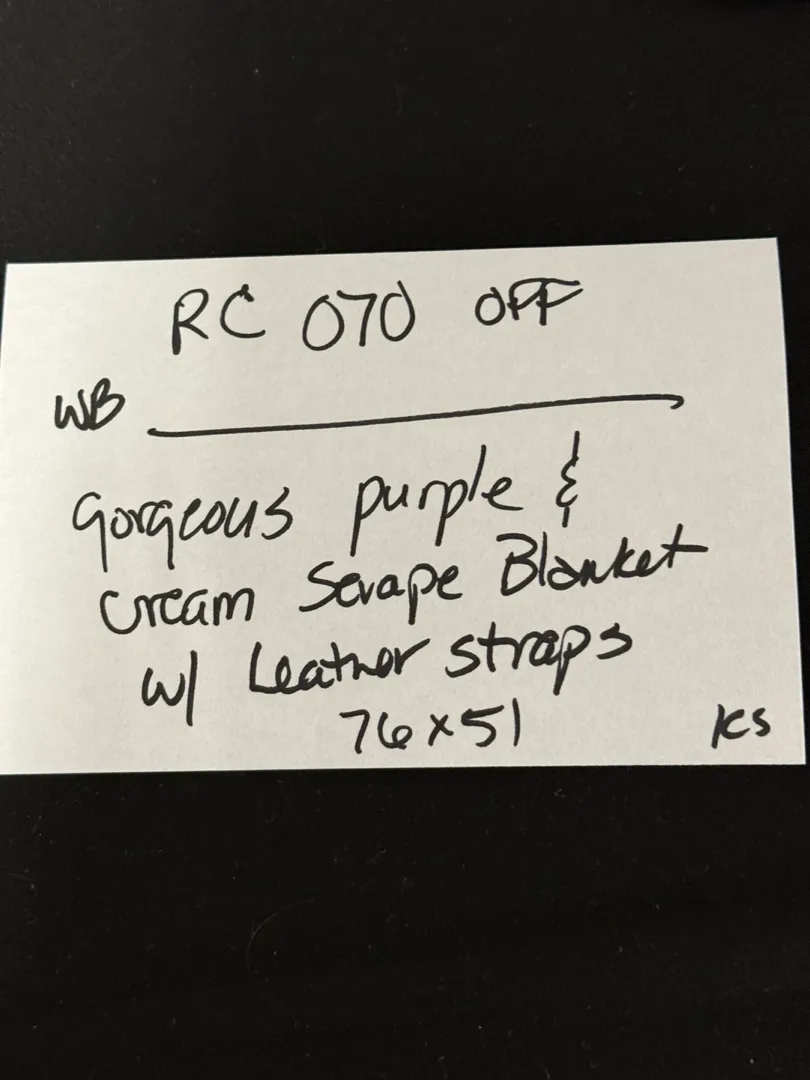 RC 070 OFF
WB
Gorgeous purple &
Cream Serape Blanket
w/ Leather straps
76x51
KS